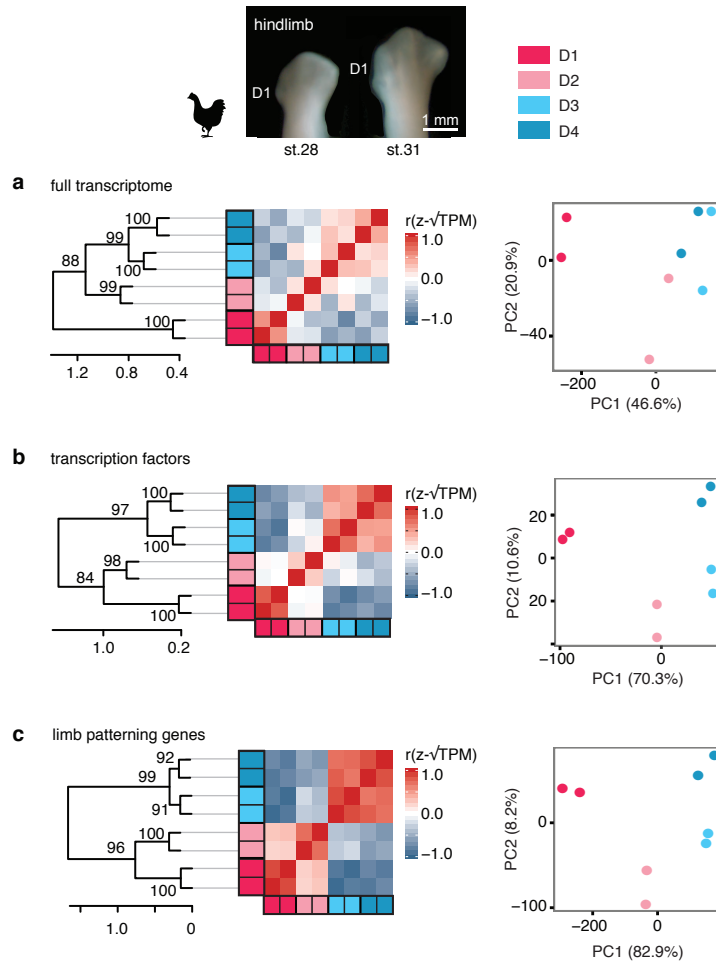 hindlimb
D1
D1
1 mm
st.28
st.31
D1
D2
D3
D4
a full transcriptome
100
99
88
100
99
100
1.2 0.8 0.4
r(z-√TPM)
1.0
0.0
−1.0
0
−40
PC2 (20.9%)
−200 0
PC1 (46.6%)
b transcription factors
100
97
100
98
84
100
1.0 0.2
r(z-√TPM)
1.0
0.0
−1.0
20
0
20
PC2 (10.6%)
−100 0
PC1 (70.3%)
c limb patterning genes
92
99
91
100
96
100
1.0 0
r(z-√TPM)
1.0
0.0
−1.0
0
−100
PC2 (8.2%)
−200 0
PC1 (82.9%)